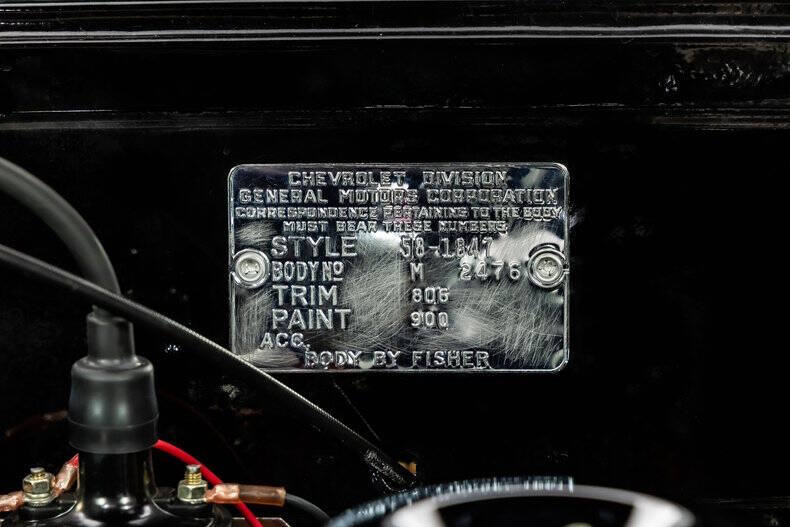 CHEVROLET DIVISION
GENERAL MOTORS CORPORATION
CORRESPONDENCE PERTAINING TO THE BODY
MUST BEAR THESE NUMBERS
STYLE 58-1847
BODY Nº M 2476
TRIM 806
PAINT 900
ACC.
BODY BY FISHER